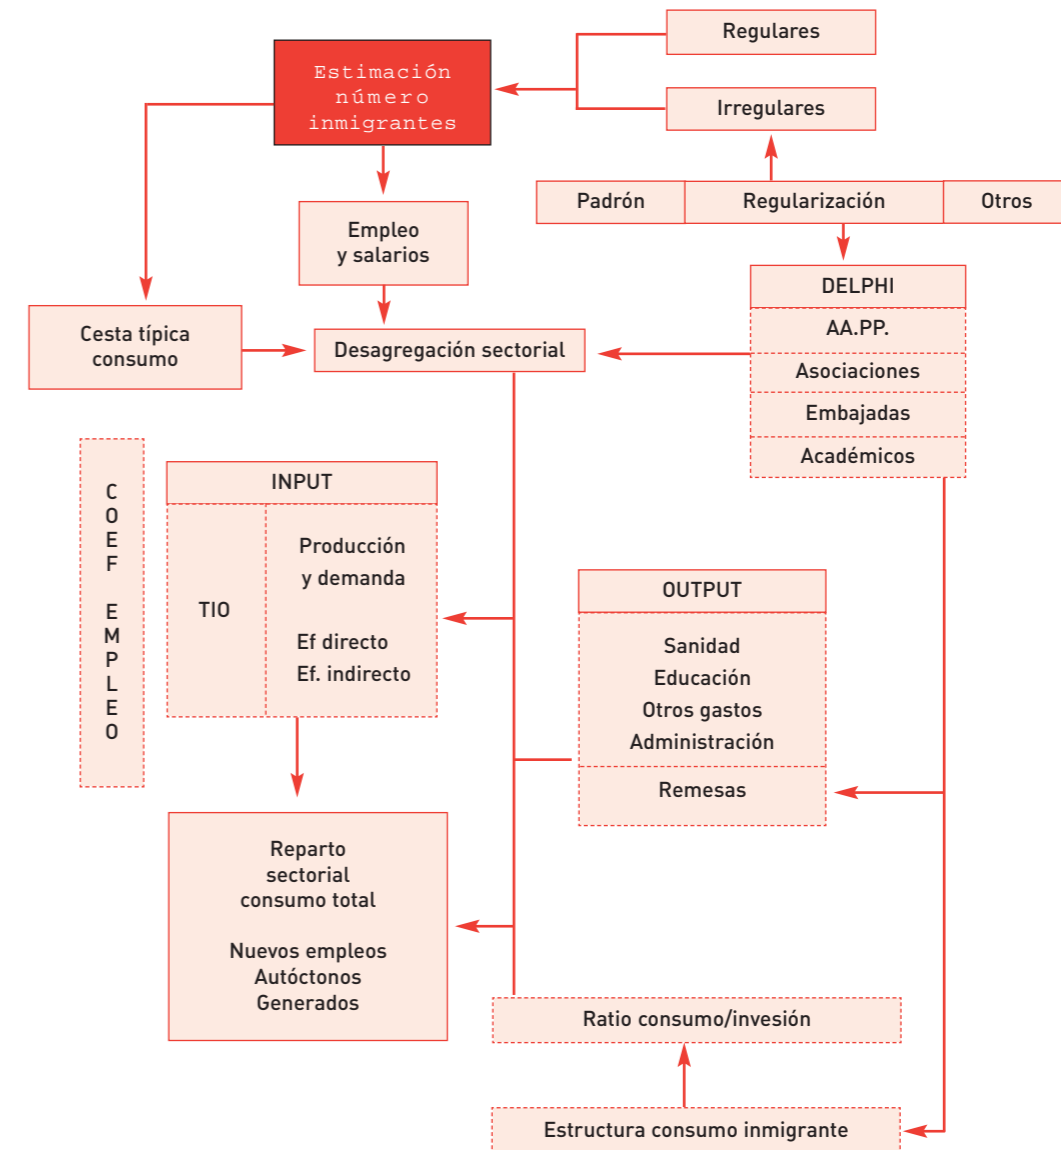 Regulares
Estimación
número
inmigrantes
Irregulares
Padrón
Regularización
Otros
Empleo
y salarios
DELPHI
AA.PP.
Asociaciones
Embajadas
Académicos
Cesta típica
consumo
Desagregación sectorial
COEF EMPLEO
INPUT
TIO
Producción
y demanda
Ef directo
Ef. indirecto
OUTPUT
Sanidad
Educación
Otros gastos
Administración
Remesas
Reparto
sectorial
consumo total
Nuevos empleos
Autóctonos
Generados
Ratio consumo/invesión
Estructura consumo inmigrante